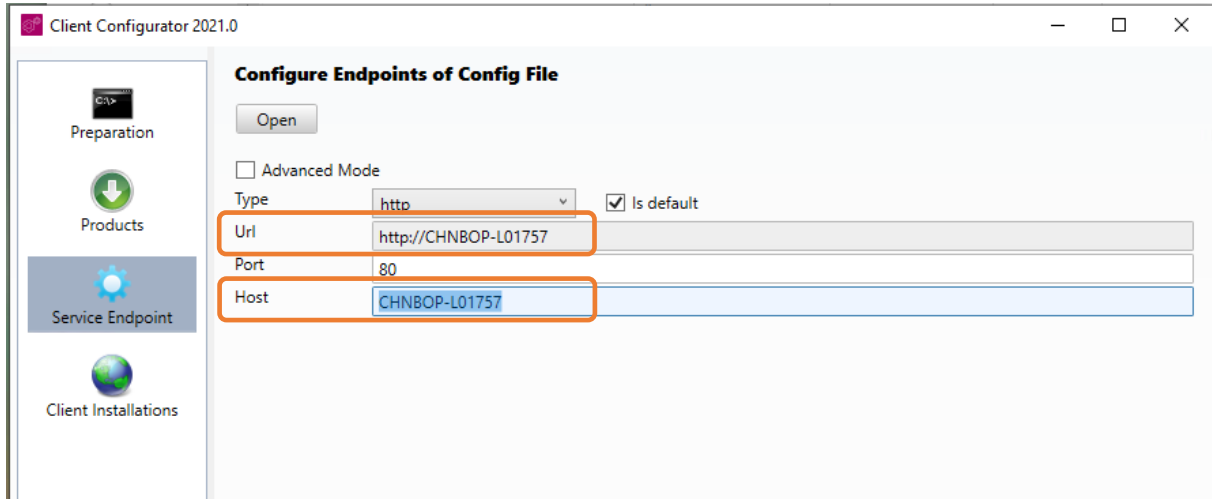 Client Configurator 2021.0
C:\>
Preparation
Products
Service Endpoint
Client Installations
Configure Endpoints of Config File
Open
Advanced Mode
Type http Is default
Url http://CHNBOP-L01757
Port 80
Host CHNBOP-L01757